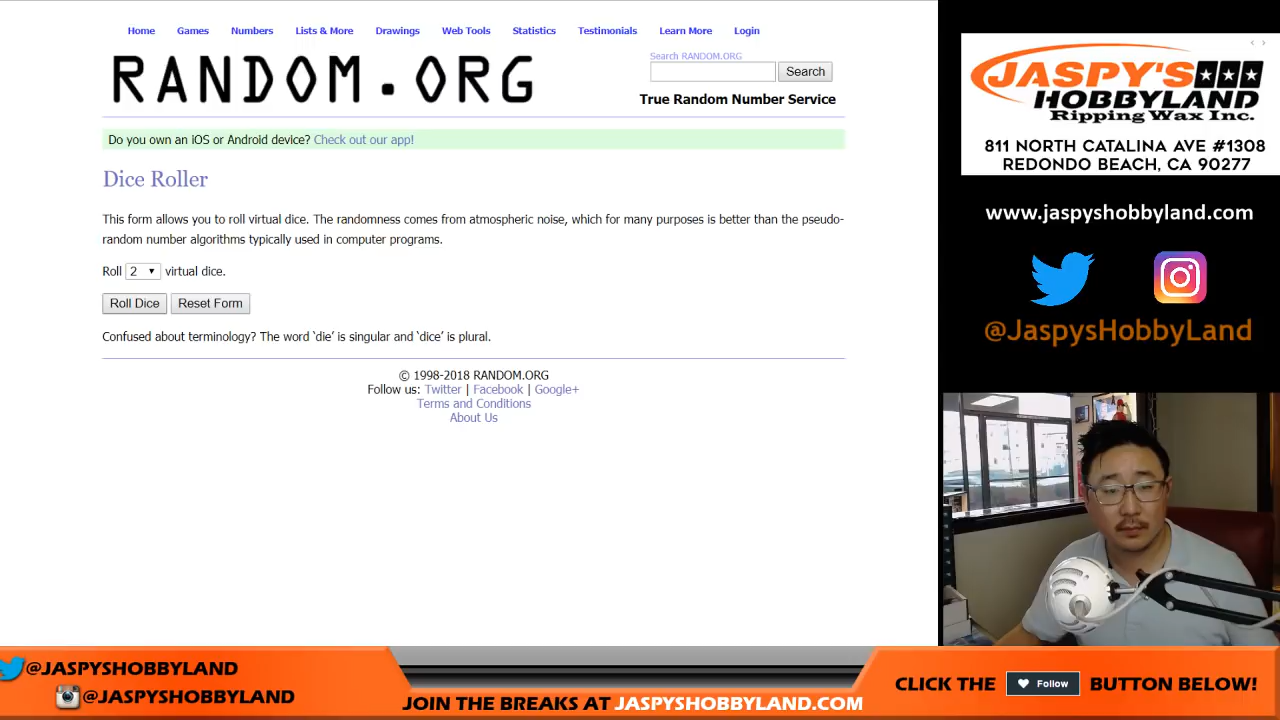 Home Games Numbers Lists & More Drawings Web Tools Statistics Testimonials Learn More Login
RANDOM.ORG
Search RANDOM.ORG
Search
True Random Number Service
Do you own an iOS or Android device? Check out our app!
Dice Roller
This form allows you to roll virtual dice. The randomness comes from atmospheric noise, which for many purposes is better than the pseudo-
random number algorithms typically used in computer programs.
Roll 2 virtual dice.
Roll Dice Reset Form
Confused about terminology? The word ‘die’ is singular and ‘dice’ is plural.
© 1998-2018 RANDOM.ORG
Follow us: Twitter | Facebook | Google+
Terms and Conditions
About Us
JASPY'S
HOBBYLAND
Ripping Wax Inc.
811 NORTH CATALINA AVE #1308
REDONDO BEACH, CA 90277
www.jaspyshobbyland.com
@JaspysHobbyLand
@JASPYSHOBBYLAND
@JASPYSHOBBYLAND
JOIN THE BREAKS AT JASPYSHOBBYLAND.COM
CLICK THE Follow BUTTON BELOW!